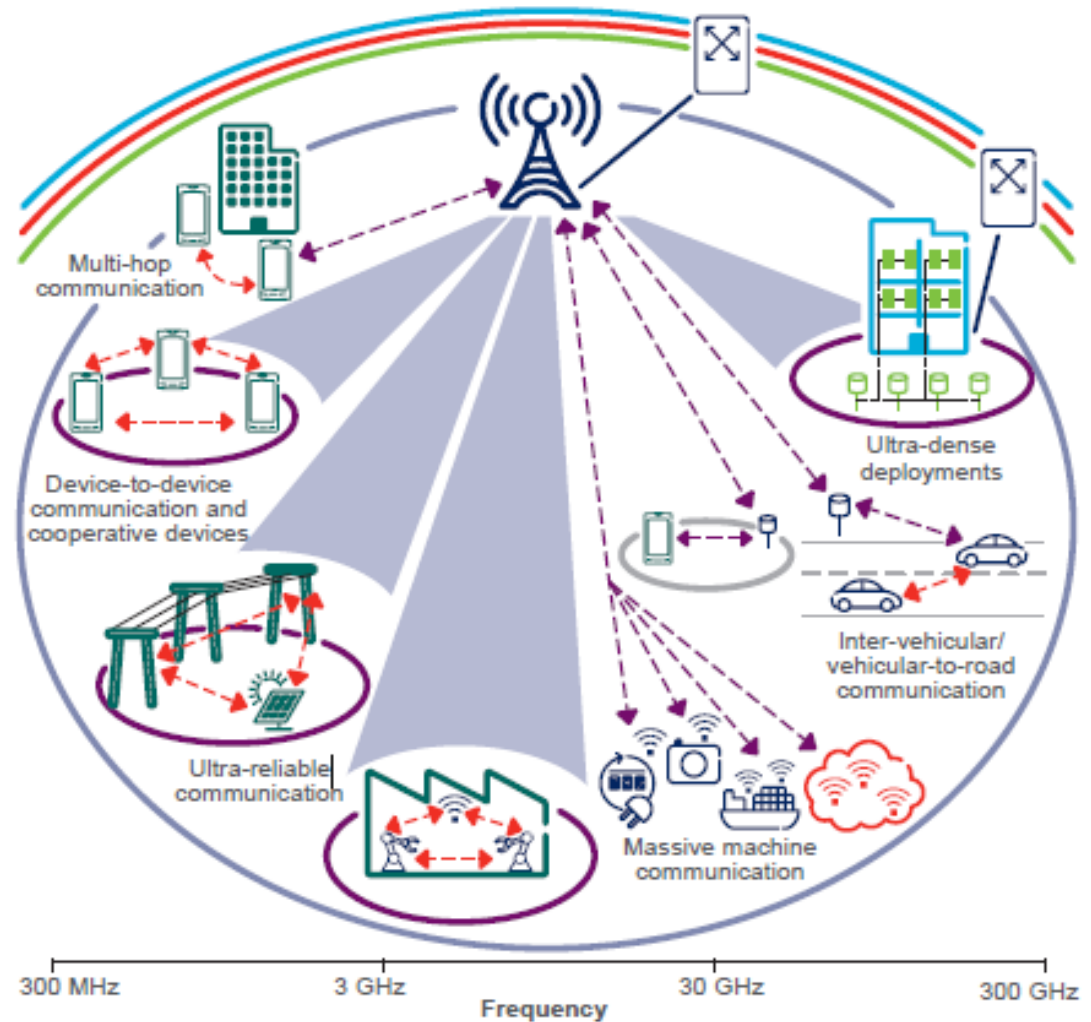 Multi-hop
communication
Device-to-device
communication and
cooperative devices
Ultra-dense
deployments
Inter-vehicular/
vehicular-to-road
communication
Ultra-reliable
communication
Massive machine
communication
300 MHz
3 GHz
30 GHz
300 GHz
Frequency